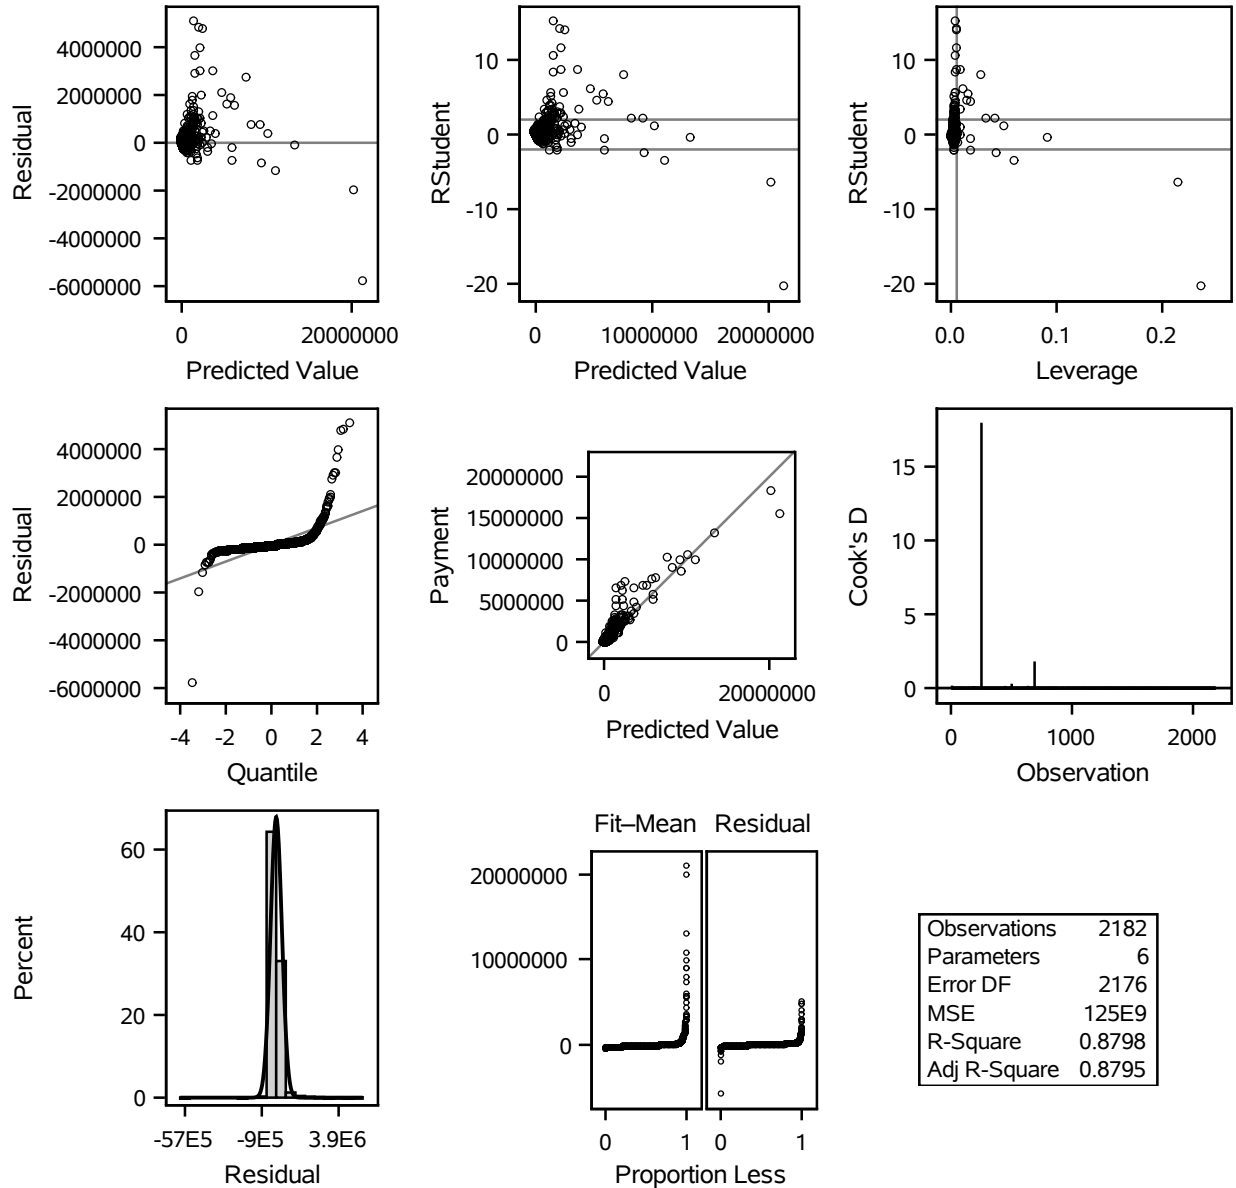 Residual
4000000
2000000
0
-2000000
-4000000
-6000000
0 20000000
Predicted Value
RStudent
10
0
-10
-20
0 10000000 20000000
Predicted Value
RStudent
10
0
-10
-20
0.0 0.1 0.2
Leverage
Residual
4000000
2000000
0
-2000000
-4000000
-6000000
-4 -2 0 2 4
Quantile
Payment
20000000
15000000
10000000
5000000
0
0 20000000
Predicted Value
Cook's D
15
10
5
0
0 1000 2000
Observation
Percent
60
40
20
0
-57E5 -9E5 3.9E6
Residual
Fit–Mean Residual
20000000
10000000
0
0 1 0 1
Proportion Less
Observations 2182
Parameters 6
Error DF 2176
MSE 125E9
R-Square 0.8798
Adj R-Square 0.8795